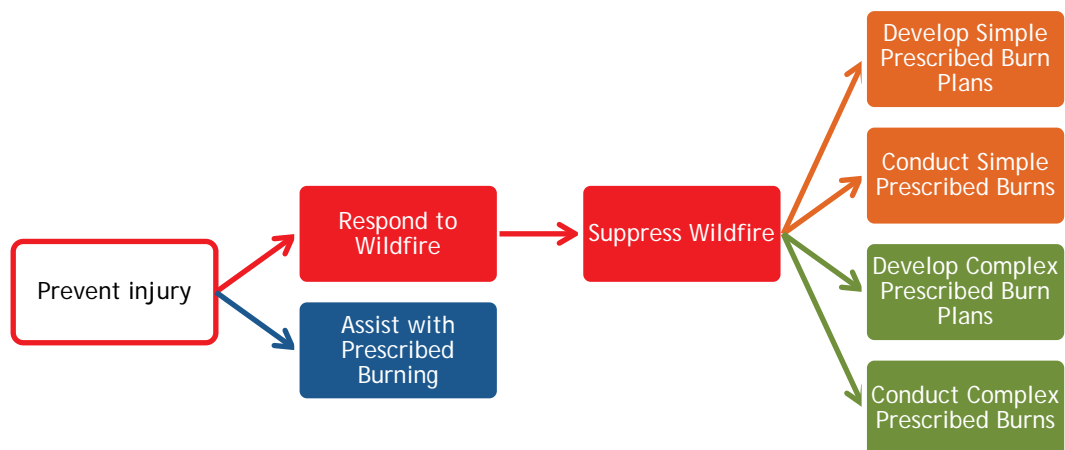 Prevent injury
Respond to
Wildfire
Assist with
Prescribed
Burning
Suppress Wildfire
Develop Simple
Prescribed Burn
Plans
Conduct Simple
Prescribed Burns
Develop Complex
Prescribed Burn
Plans
Conduct Complex
Prescribed Burns